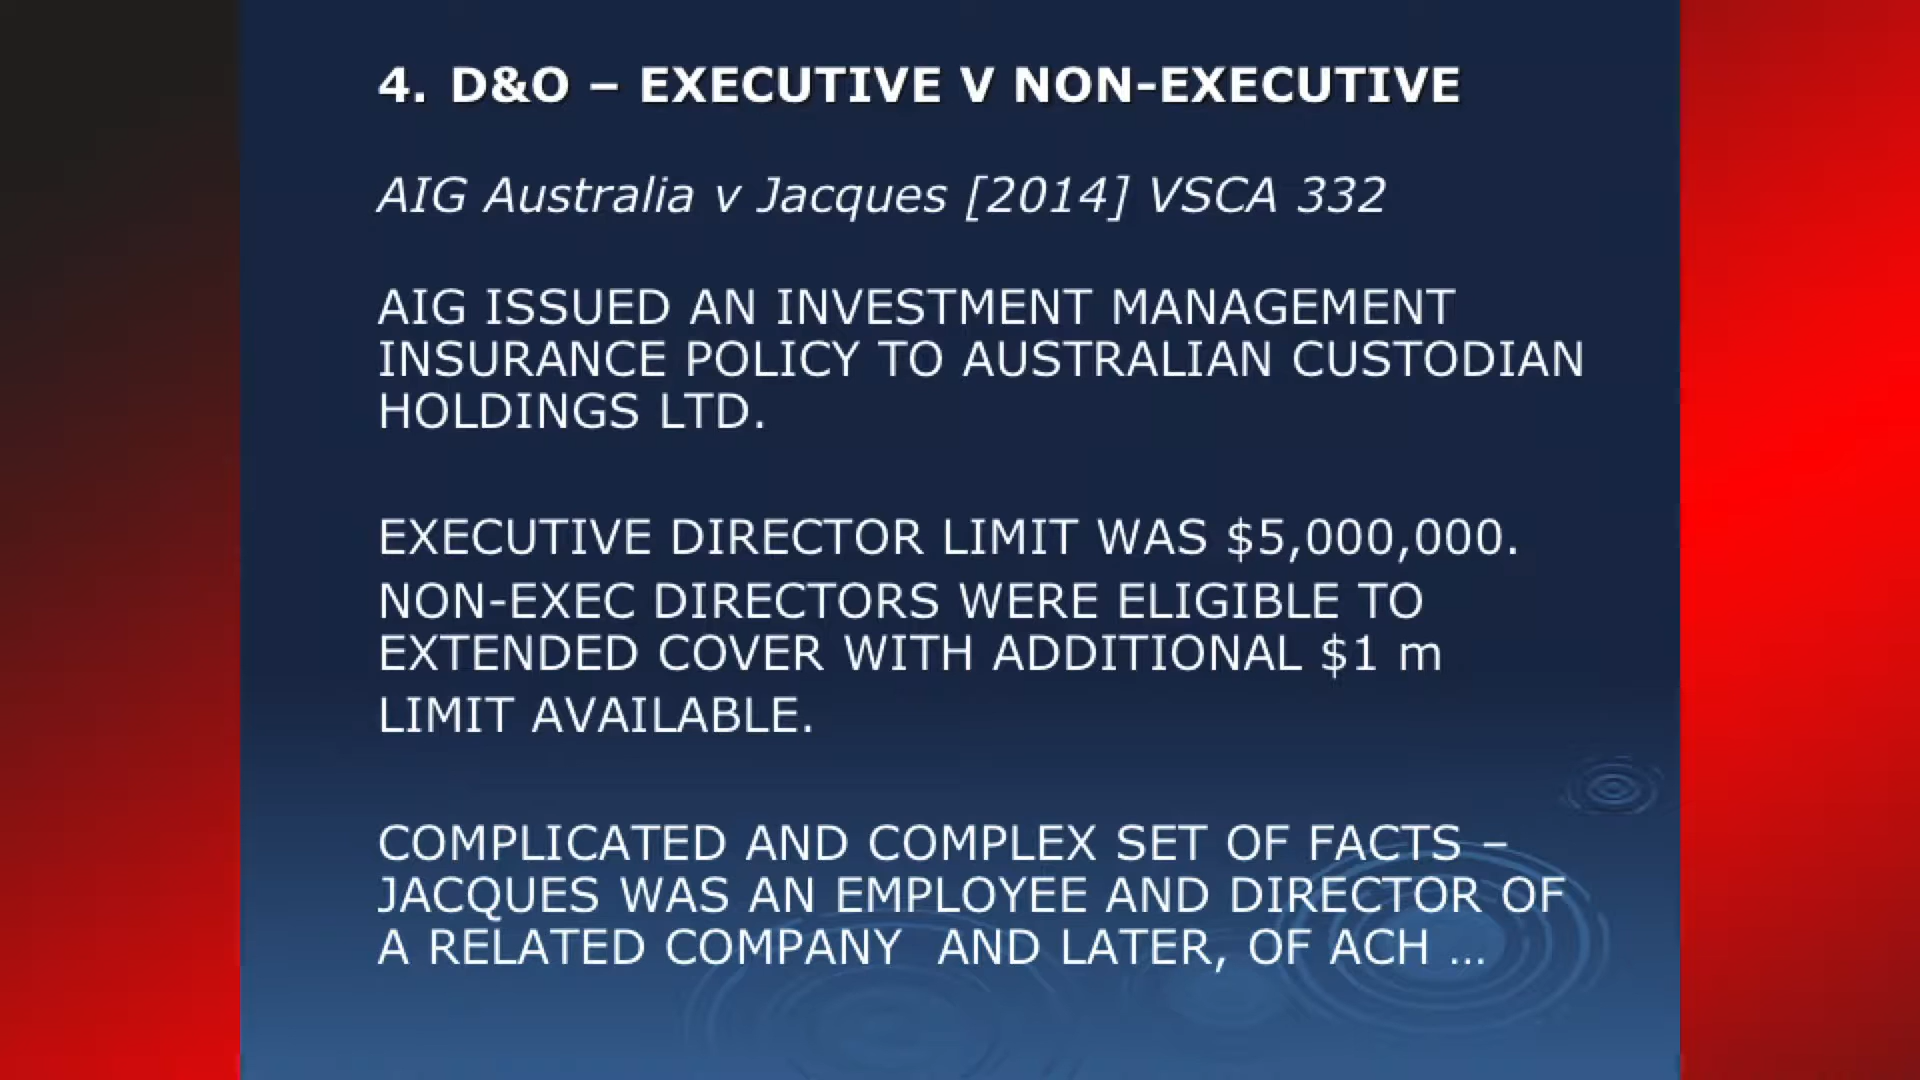 4. D&O – EXECUTIVE V NON-EXECUTIVE
AIG Australia v Jacques [2014] VSCA 332
AIG ISSUED AN INVESTMENT MANAGEMENT
INSURANCE POLICY TO AUSTRALIAN CUSTODIAN
HOLDINGS LTD.
EXECUTIVE DIRECTOR LIMIT WAS $5,000,000.
NON-EXEC DIRECTORS WERE ELIGIBLE TO
EXTENDED COVER WITH ADDITIONAL $1 m
LIMIT AVAILABLE.
COMPLICATED AND COMPLEX SET OF FACTS –
JACQUES WAS AN EMPLOYEE AND DIRECTOR OF
A RELATED COMPANY AND LATER, OF ACH …